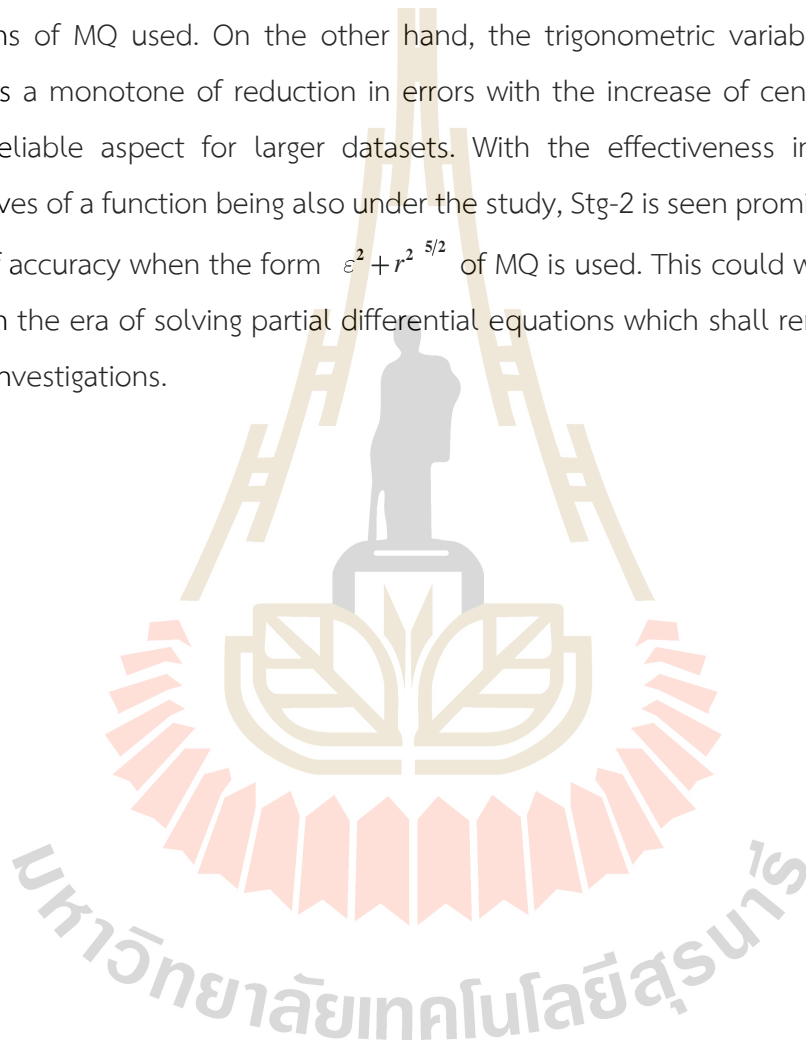 ns of MQ used. On the other hand, the trigonometric variab
s a monotone of reduction in errors with the increase of cen
eliable aspect for larger datasets. With the effectiveness in
ves of a function being also under the study, Stg-2 is seen promi
f accuracy when the form ε² + r² ⁵/² of MQ is used. This could w
n the era of solving partial differential equations which shall re
nvestigations.
มหาวิทยาลัยเทคโนโลยีสุรนารี